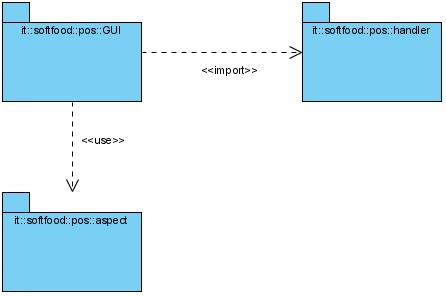 it::softfood::pos::GUI
it::softfood::pos::handler
<<import>>
<<use>>
it::softfood::pos::aspect